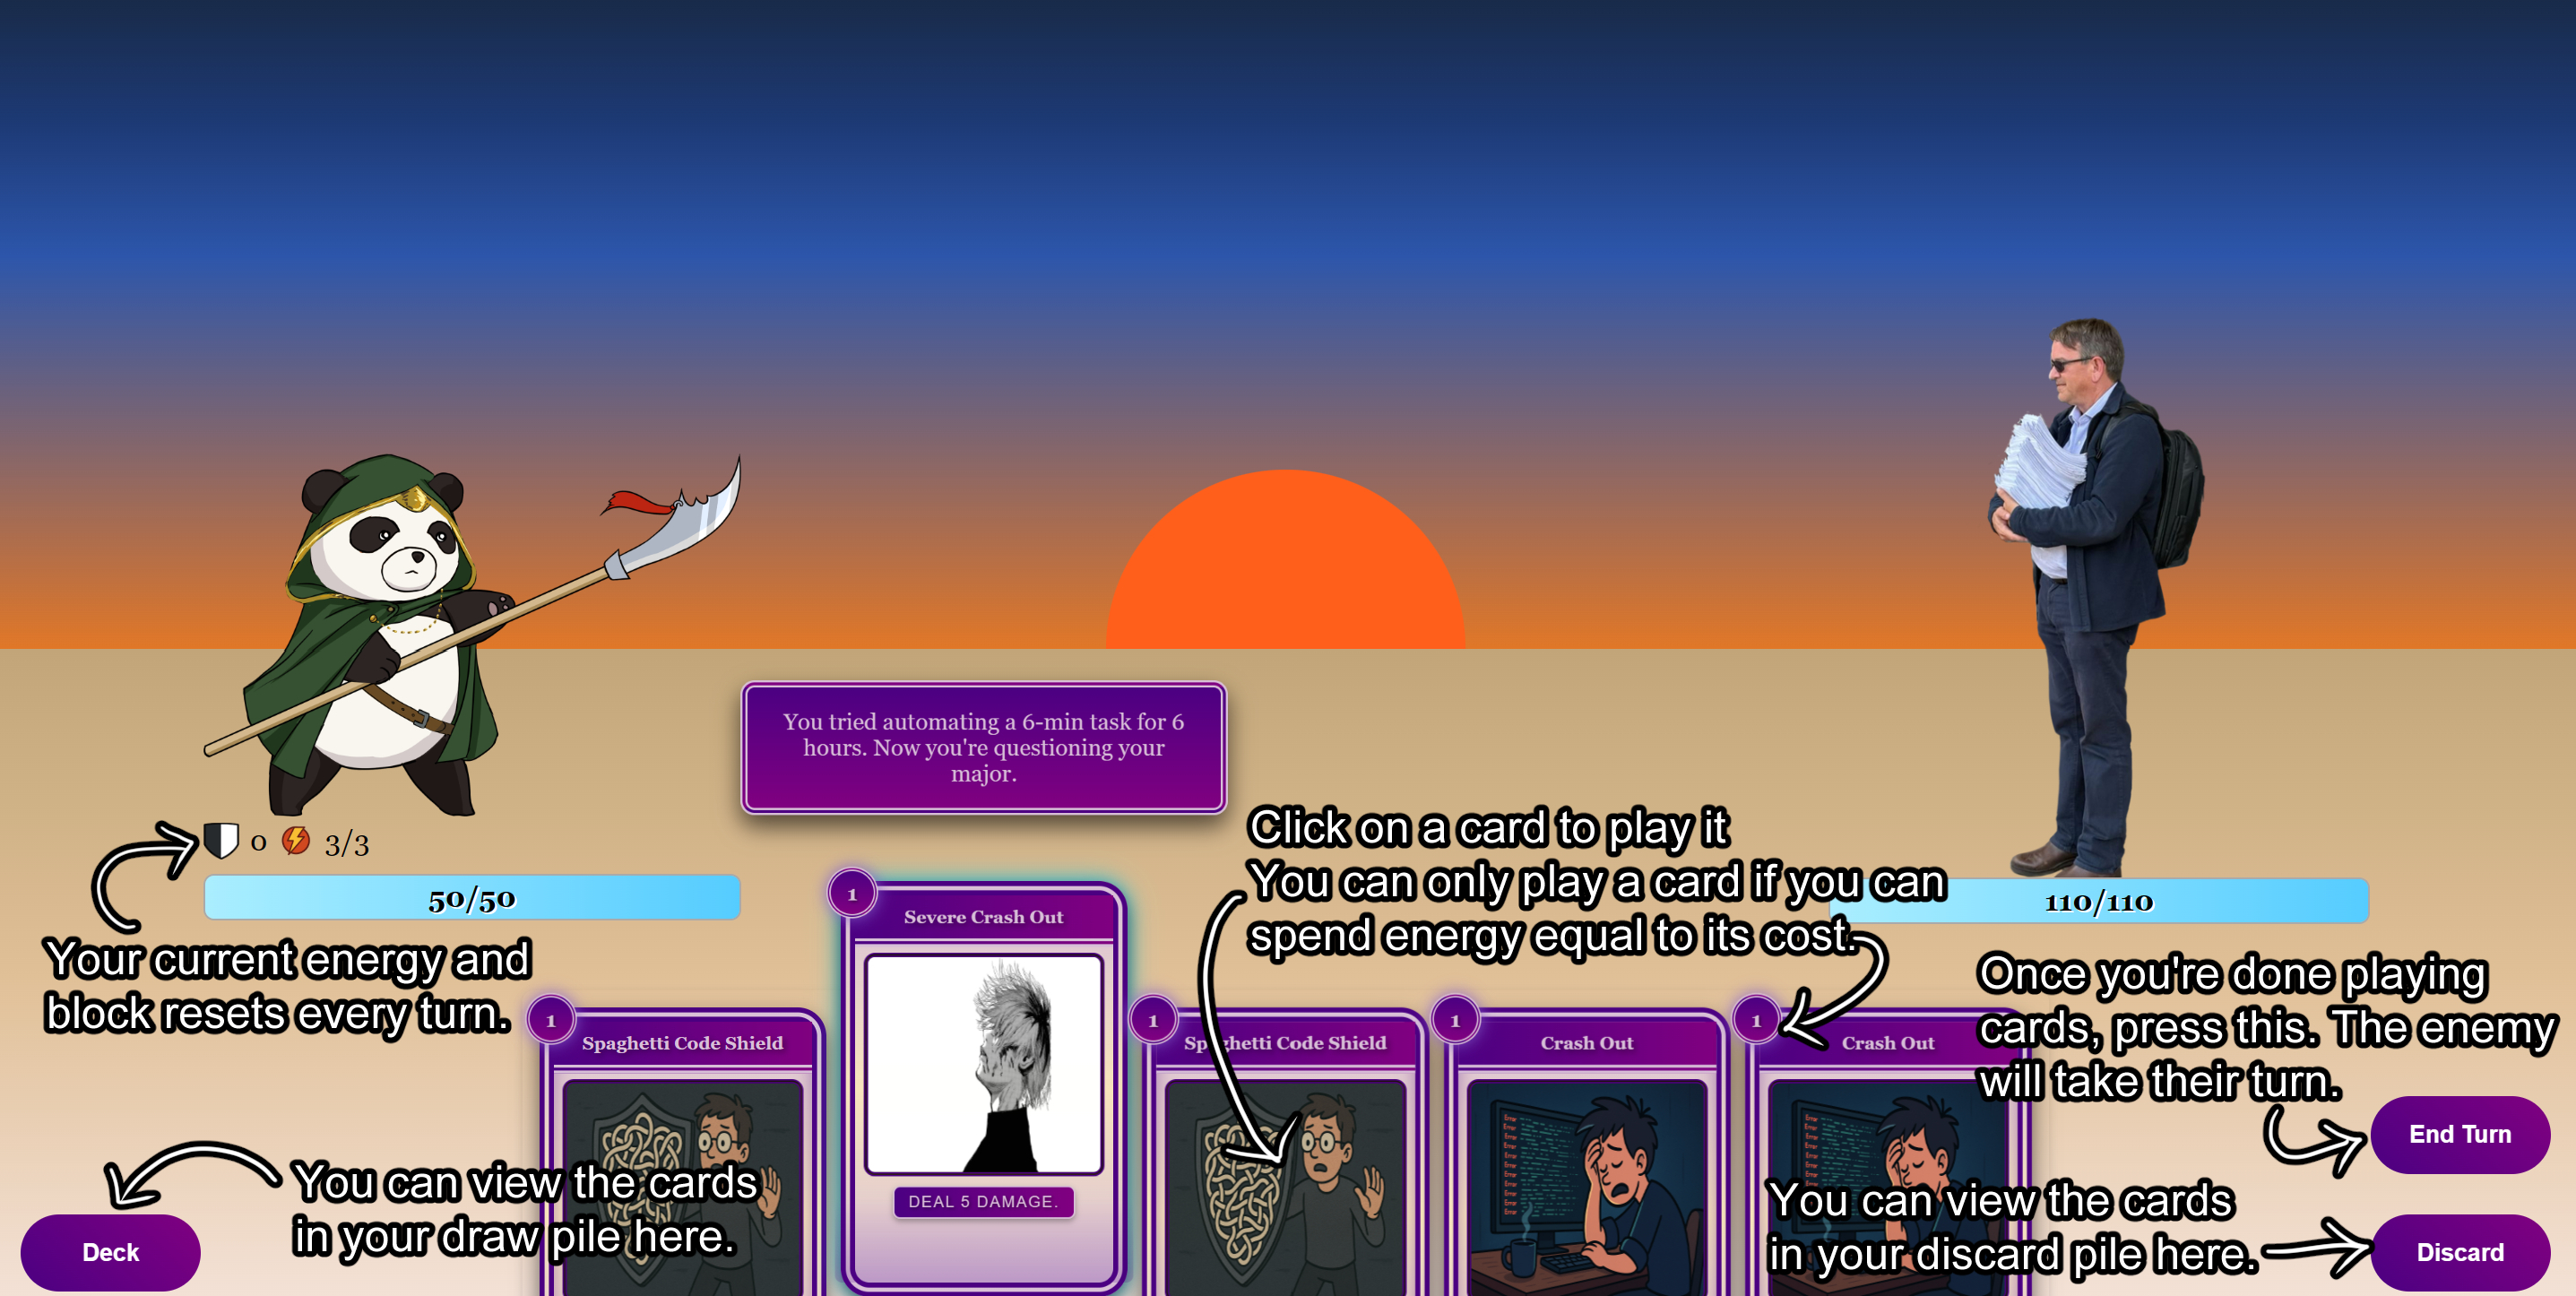 You tried automating a 6-min task for 6
hours. Now you're questioning your
major.
0
3/3
50/50
Your current energy and
block resets every turn.
Click on a card to play it
You can only play a card if you can
spend energy equal to its cost.
110/110
Once you're done playing
cards, press this. The enemy
will take their turn.
1
Spaghetti Code Shield
1
Severe Crash Out
DEAL 5 DAMAGE.
1
Spaghetti Code Shield
1
Crash Out
1
Crash Out
You can view the cards
in your draw pile here.
Deck
End Turn
You can view the cards
in your discard pile here.
Discard